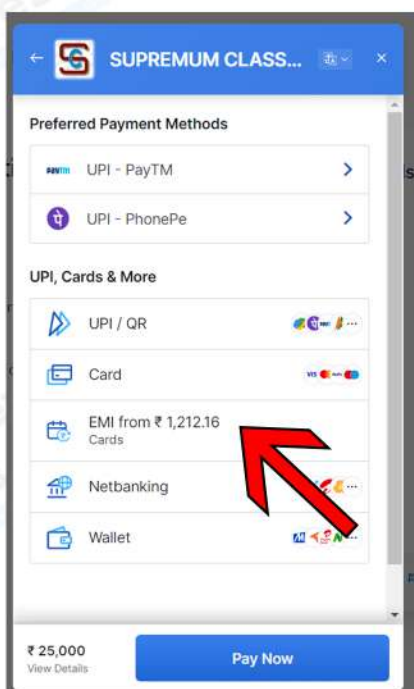 SUPREMUM CLASS...
Preferred Payment Methods
UPI - PayTM
UPI - PhonePe
UPI, Cards & More
UPI / QR
Card
VISA
EMI from ₹ 1,212.16
Cards
Netbanking
Wallet
₹ 25,000
View Details
Pay Now